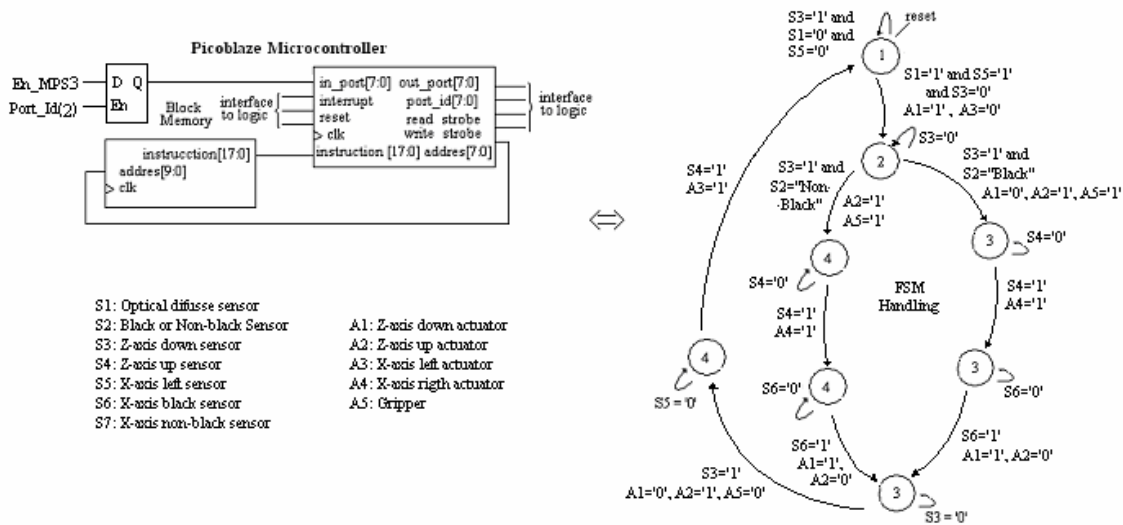 Picoblaze Microcontroller
En_MPS3
Port_Id(2)
D Q
En
Block
Memory
interface
to logic
in_port[7:0] out_port[7:0]
interrupt port_id[7:0]
reset read strobe
clk write strobe
instruction [17:0] addres[7:0]
interface
to logic
instrucction[17:0]
addres[9:0]
clk
S1: Optical difusse sensor
S2: Black or Non-black Sensor
S3: Z-axis down sensor
S4: Z-axis up sensor
S5: X-axis left sensor
S6: X-axis black sensor
S7: X-axis non-black sensor
A1: Z-axis down actuator
A2: Z-axis up actuator
A3: X-axis left actuator
A4: X-axis rigth actuator
A5: Gripper
S3='1' and
S1='0' and
S5='0'
reset
1
S1='1' and S5='1'
and S3='0'
A1='1', A3='0'
S3='0'
2
S3='1' and
S2="Non-
-Black"
A2='1'
A5='1'
S3='1' and
S2="Black"
A1='0', A2='1', A5='1'
S4='1'
A3='1'
4
S4='0'
3
S4='0'
FSM
Handling
S4='1'
A4='1'
S4='1'
A4='1'
4
S5='0'
4
S6='0'
3
S6='0'
S6='1'
A1='1',
A2='0'
S6='1'
A1='1', A2='0'
S3='1'
A1='0', A2='1', A5='0'
3
S3='0'